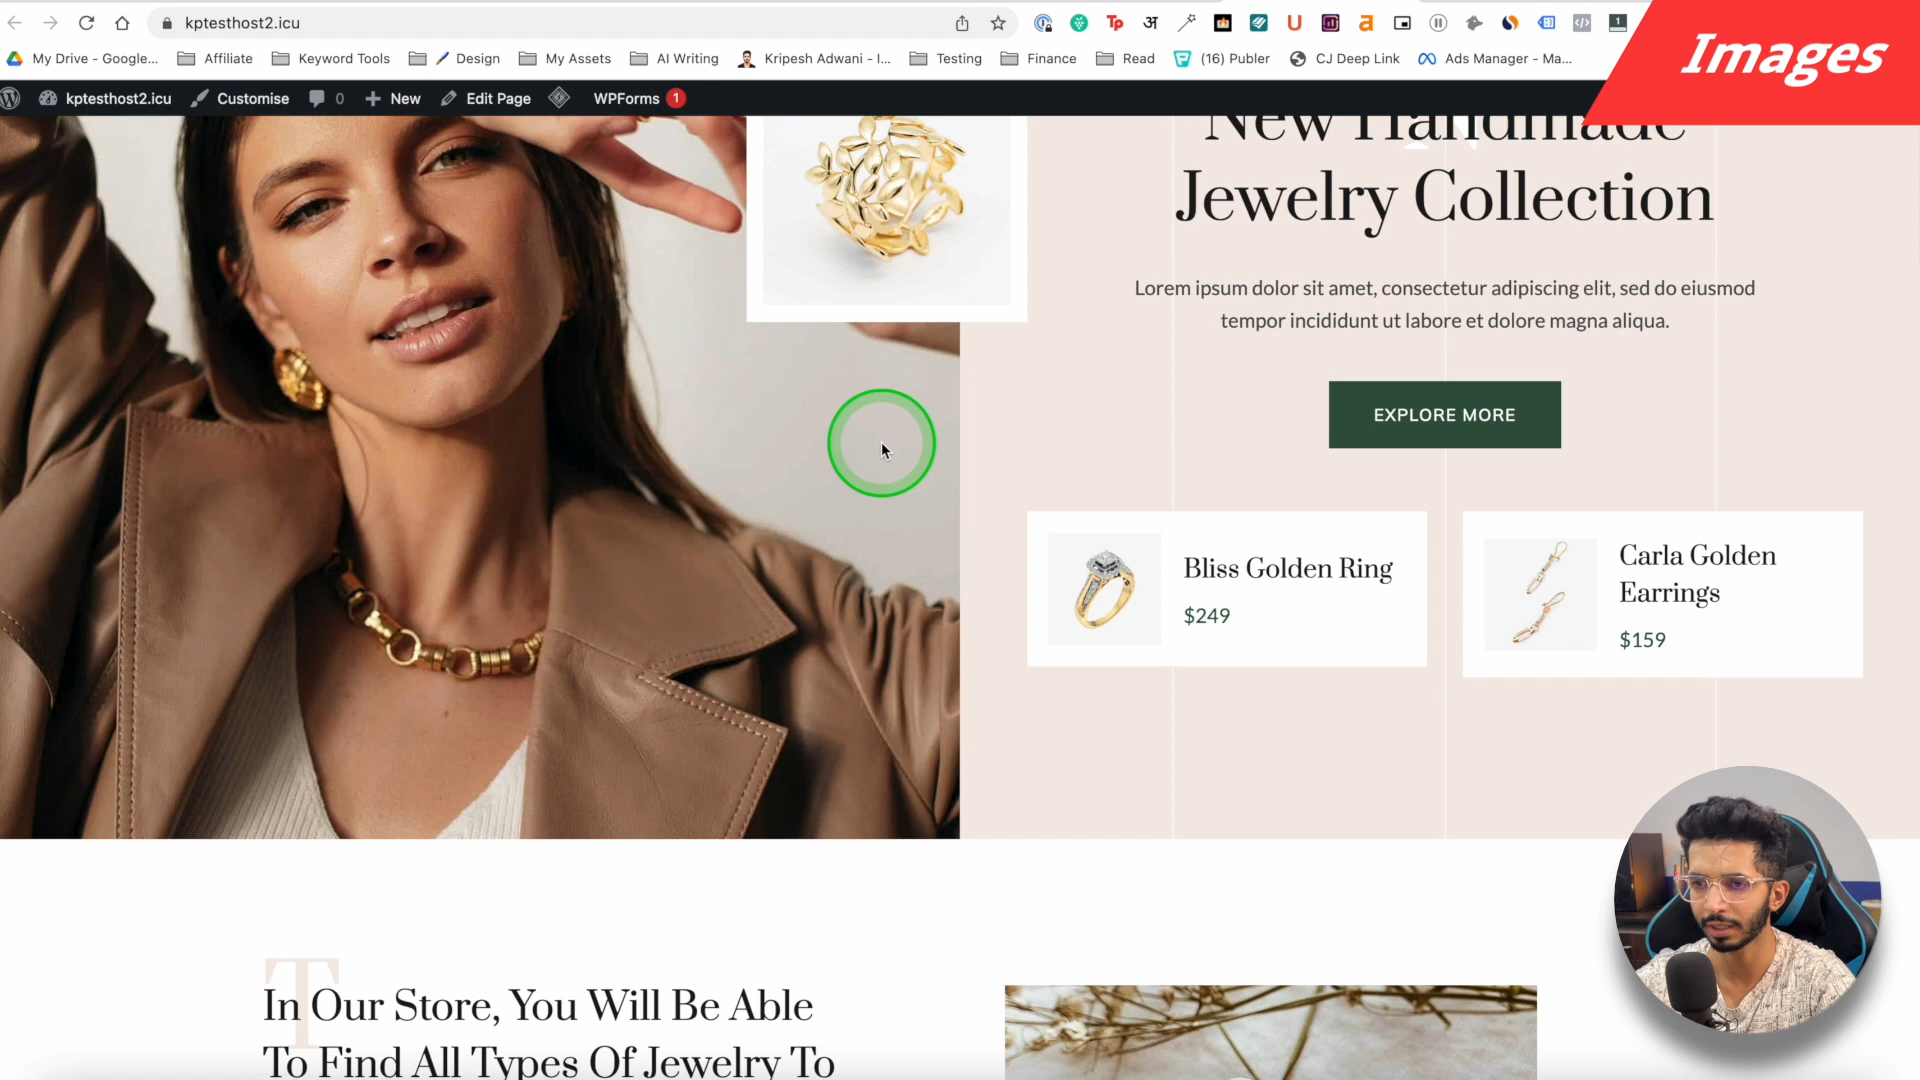 kptesthost2.icu
My Drive - Google...
Affiliate
Keyword Tools
Design
My Assets
AI Writing
Kripesh Adwani - I...
Testing
Finance
Read
(16) Publer
CJ Deep Link
Ads Manager - Ma...
Images
kptesthost2.icu
Customise
0
New
Edit Page
WPForms 1
New Handmade
Jewelry Collection
Lorem ipsum dolor sit amet, consectetur adipiscing elit, sed do eiusmod
tempor incididunt ut labore et dolore magna aliqua.
EXPLORE MORE
Bliss Golden Ring
$249
Carla Golden
Earrings
$159
T
In Our Store, You Will Be Able
To Find All Types Of Jewelry To